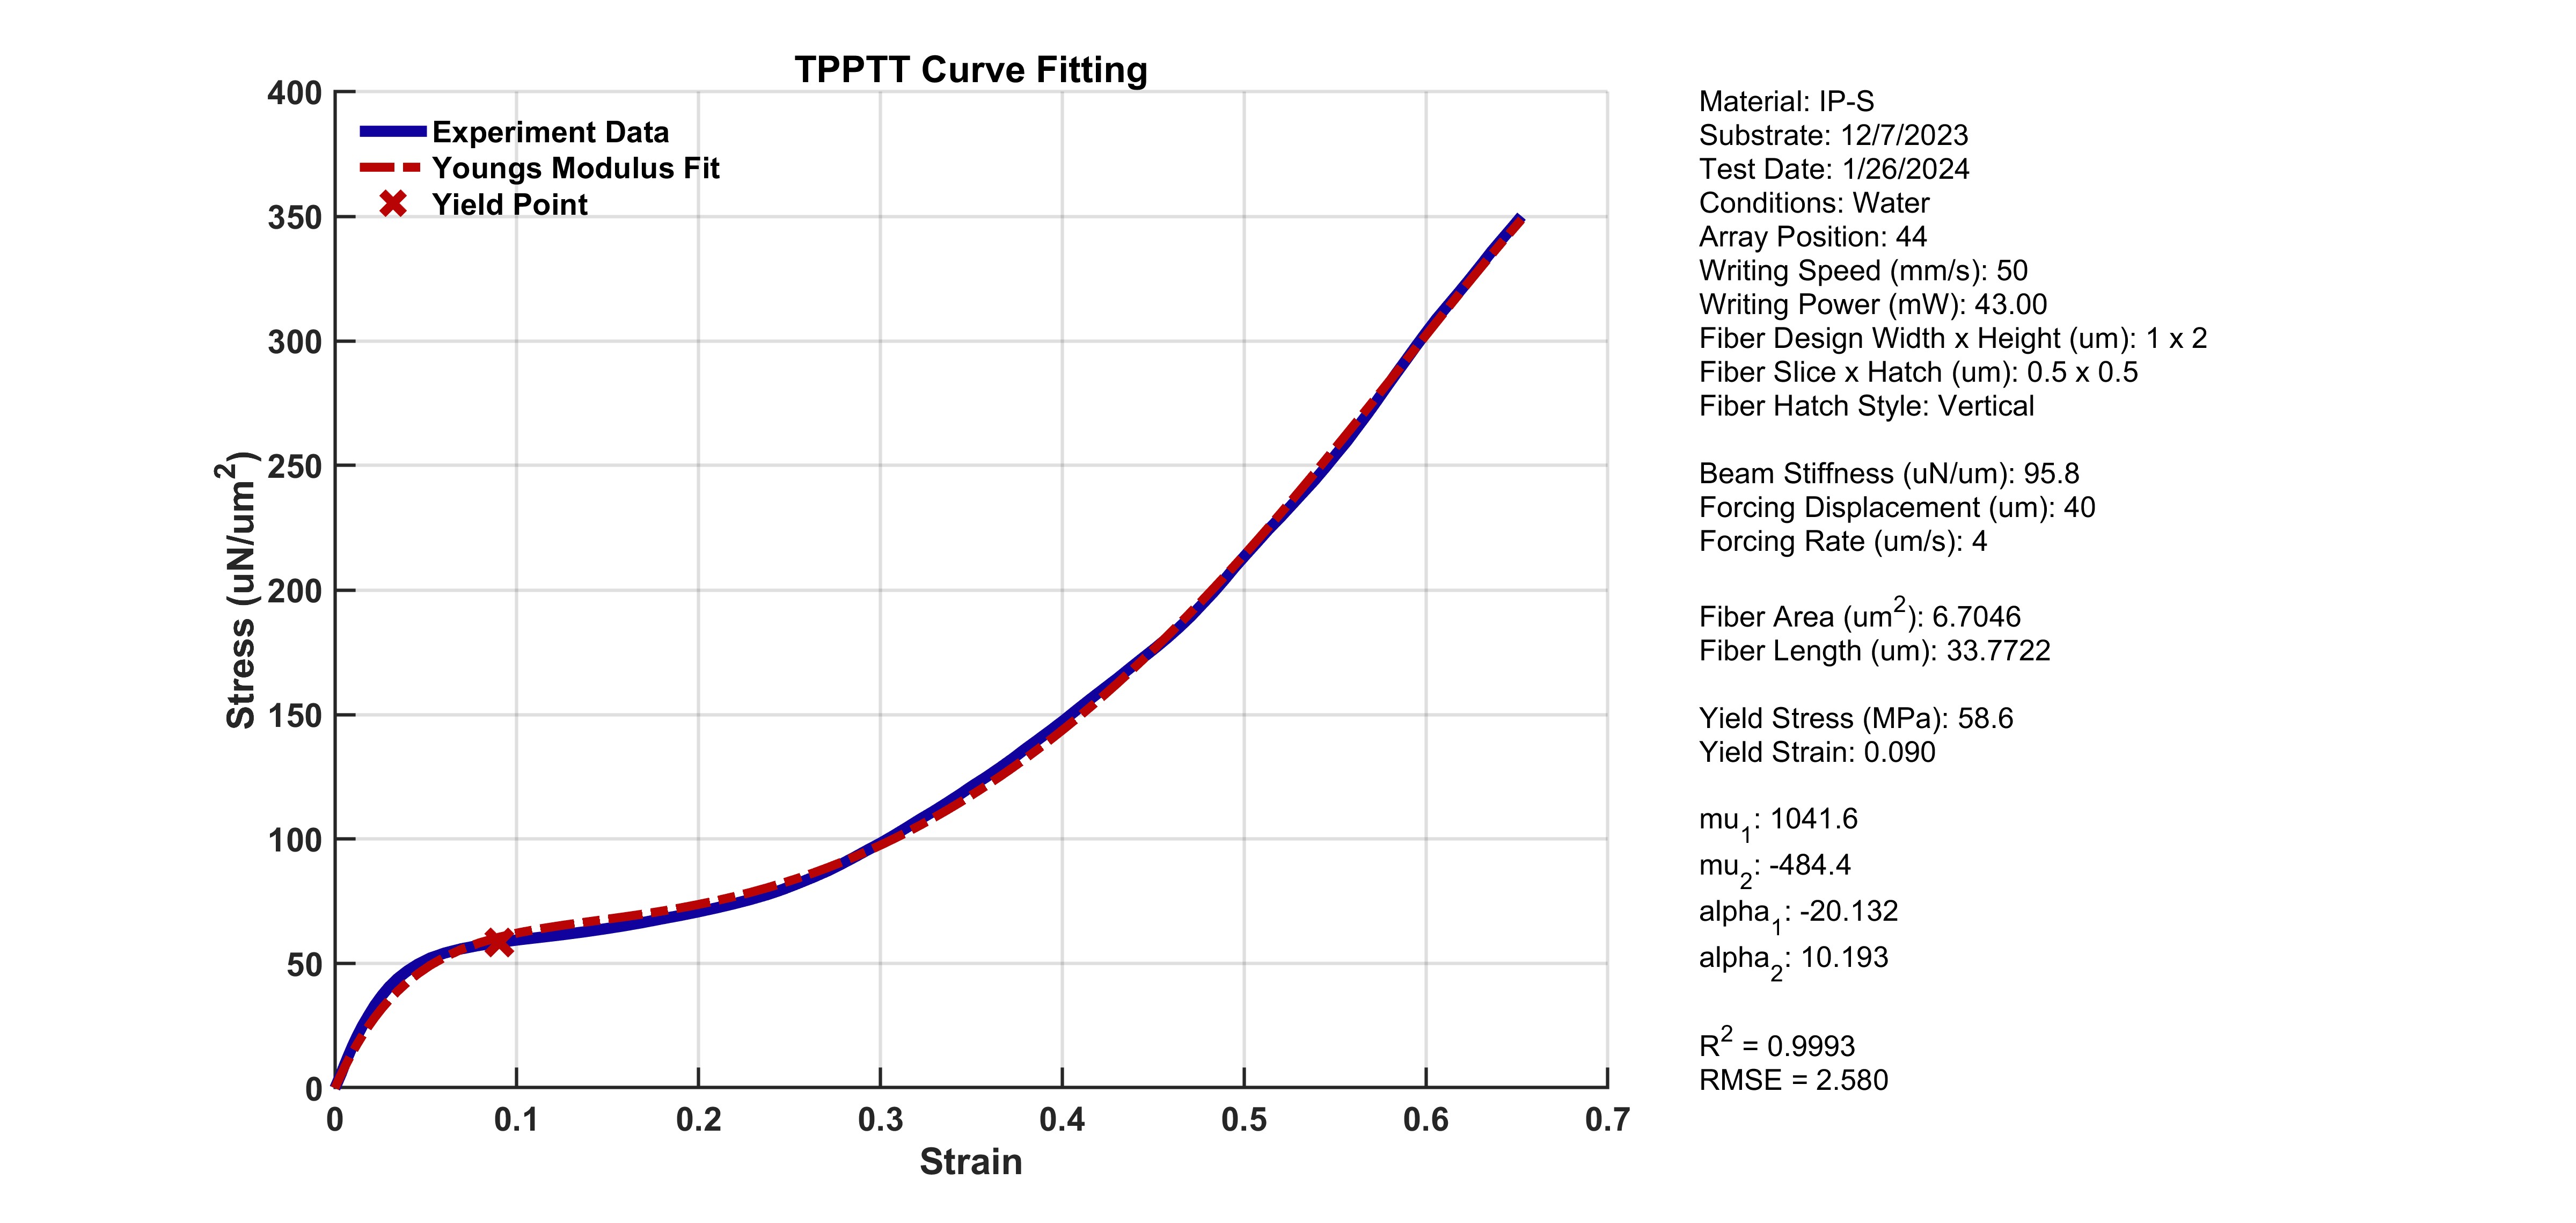 TPPTT Curve Fitting
400
350
300
250
200
150
100
50
0
Stress (uN/um²)
Experiment Data
Youngs Modulus Fit
Yield Point
0 0.1 0.2 0.3 0.4 0.5 0.6 0.7
Strain
Material: IP-S
Substrate: 12/7/2023
Test Date: 1/26/2024
Conditions: Water
Array Position: 44
Writing Speed (mm/s): 50
Writing Power (mW): 43.00
Fiber Design Width x Height (um): 1 x 2
Fiber Slice x Hatch (um): 0.5 x 0.5
Fiber Hatch Style: Vertical
Beam Stiffness (uN/um): 95.8
Forcing Displacement (um): 40
Forcing Rate (um/s): 4
Fiber Area (um²): 6.7046
Fiber Length (um): 33.7722
Yield Stress (MPa): 58.6
Yield Strain: 0.090
mu₁: 1041.6
mu₂: -484.4
alpha₁: -20.132
alpha₂: 10.193
R² = 0.9993
RMSE = 2.580